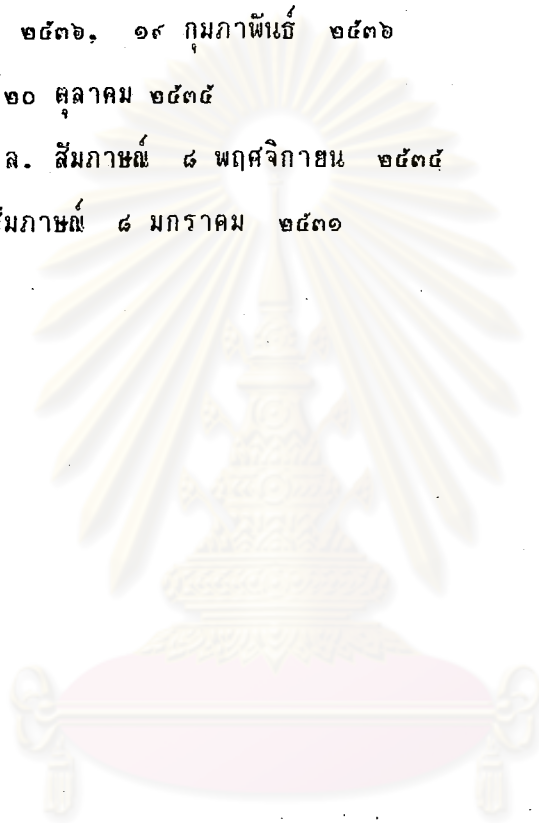 ๒๕๓๖, ๑๙ กุมภาพันธ์ ๒๕๓๖
๒๐ ตุลาคม ๒๕๓๕
ล. สัมภาษณ์ ๘ พฤศจิกายน ๒๕๓๕
สัมภาษณ์ ๘ มกราคม ๒๕๓๑